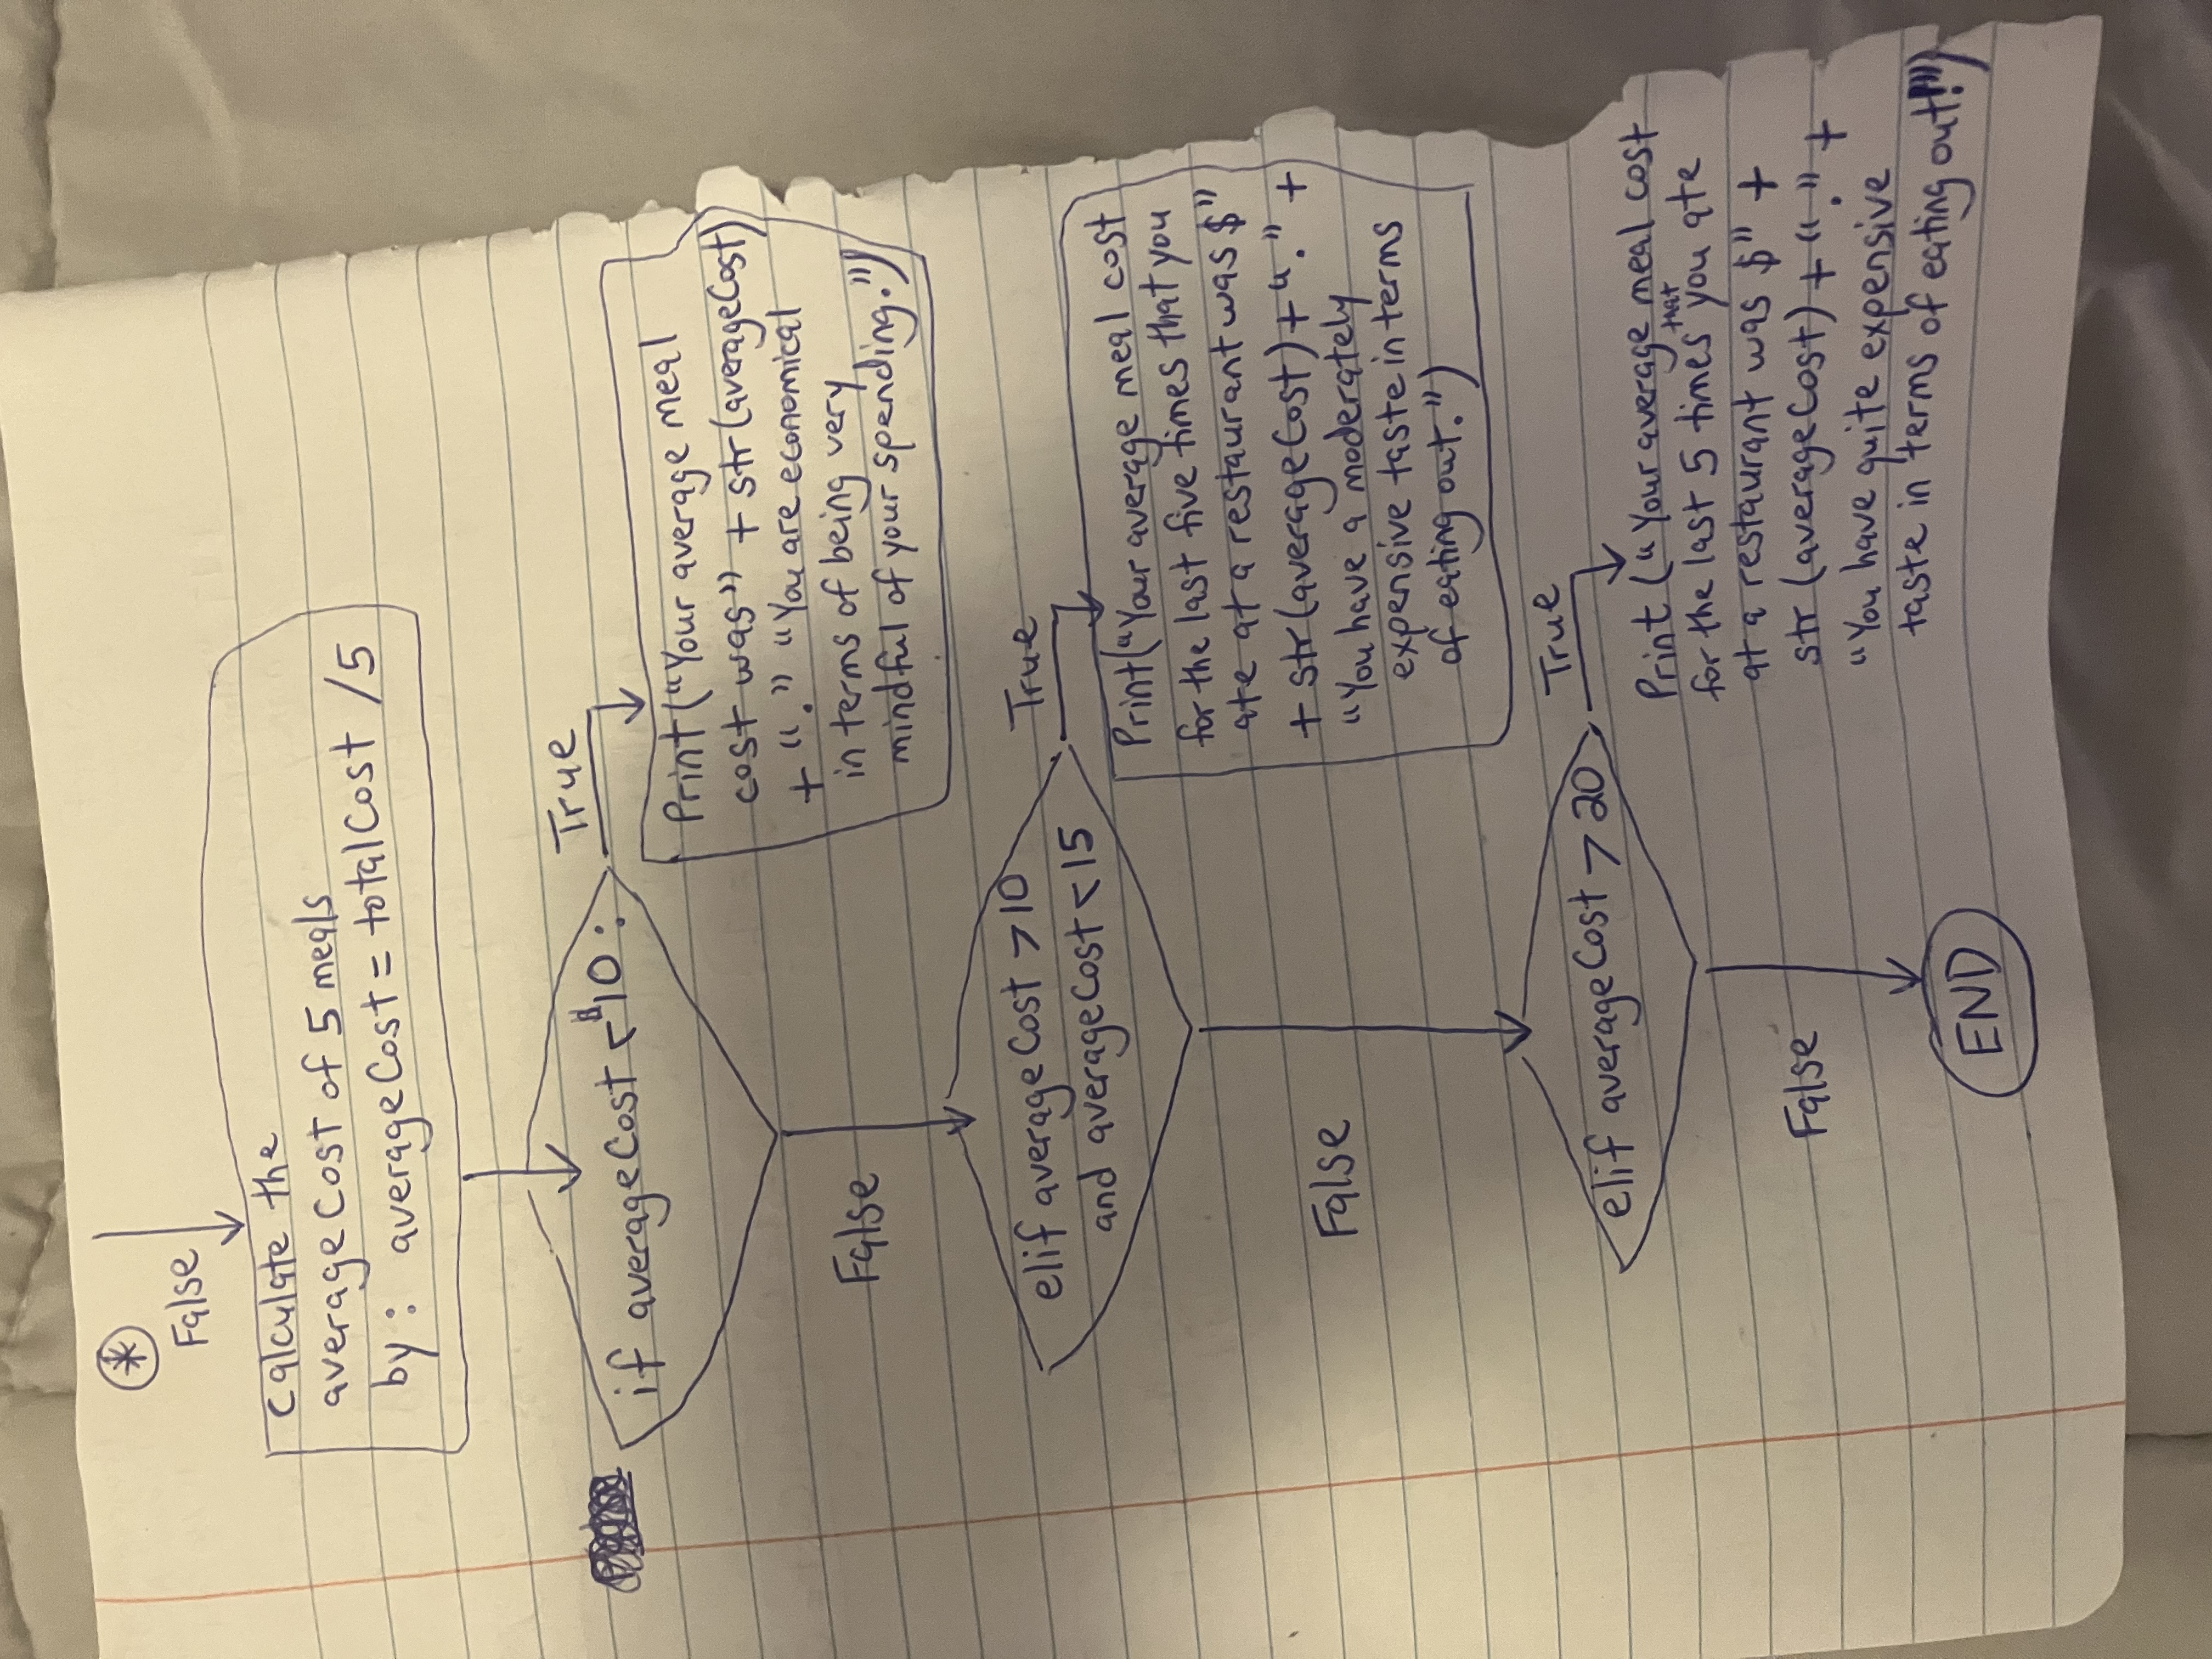 *
False
Calculate the
averageCost of 5 meals
by: averageCost = totalCost /5
if averageCost < 10:
True
Print("Your average meal
cost was" + str(averageCost)
+ "." "You are economical
in terms of being very
mindful of your spending.")
False
elif averageCost > 10
and averageCost < 15
True
Print("Your average meal cost
for the last five times that you
ate at a restaurant was $"
+ str(averageCost) + "." +
"You have a moderately
expensive taste in terms
of eating out.")
False
elif averageCost > 20
True
Print ("Your average meal cost
for the last 5 times that you ate
at a restaurant was $" +
str (averageCost) + "." +
"You have quite expensive
taste in terms of eating out!")
False
END